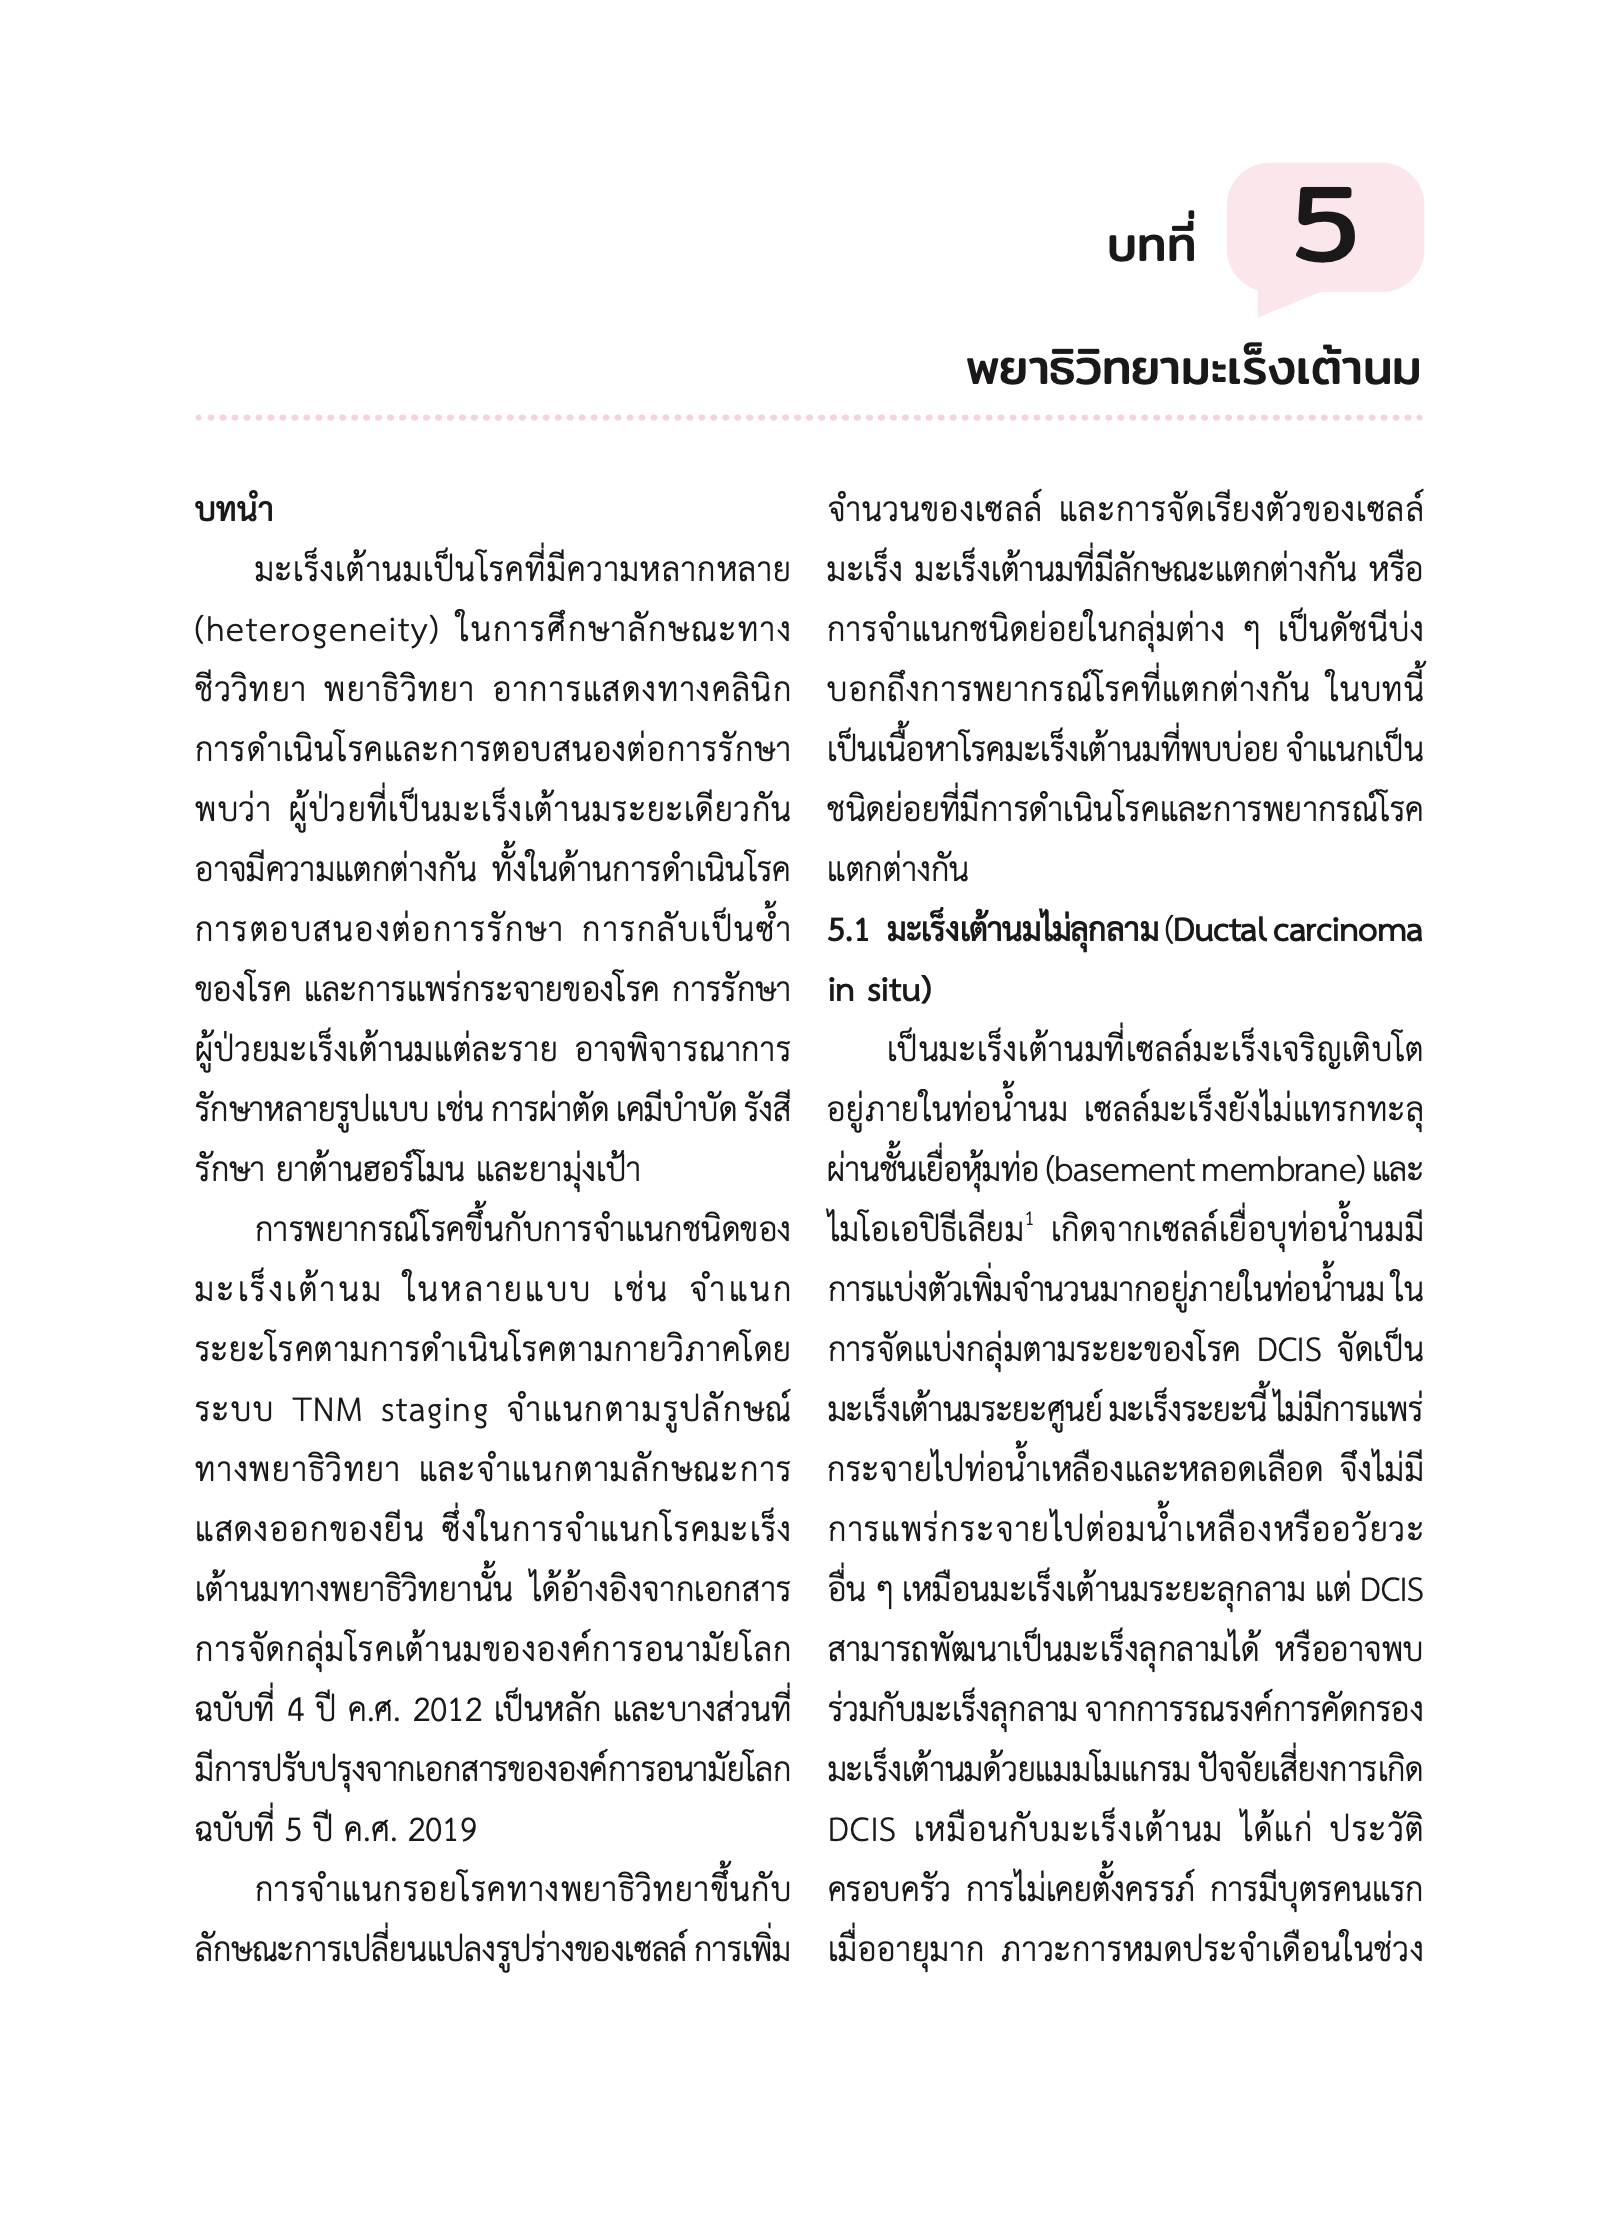 บทที่ 5
พยาธิวิทยามะเร็งเต้านม
บทนำ
มะเร็งเต้านมเป็นโรคที่มีความหลากหลาย
(heterogeneity) ในการศึกษาลักษณะทาง
ชีววิทยา พยาธิวิทยา อาการแสดงทางคลินิก
การดำเนินโรคและการตอบสนองต่อการรักษา
พบว่า ผู้ป่วยที่เป็นมะเร็งเต้านมระยะเดียวกัน
อาจมีความแตกต่างกัน ทั้งในด้านการดำเนินโรค
การตอบสนองต่อการรักษา การกลับเป็นซ้ำ
ของโรค และการแพร่กระจายของโรค การรักษา
ผู้ป่วยมะเร็งเต้านมแต่ละราย อาจพิจารณาการ
รักษาหลายรูปแบบ เช่น การผ่าตัด เคมีบำบัด รังสี
รักษา ยาต้านฮอร์โมน และยามุ่งเป้า
การพยากรณ์โรคขึ้นกับการจำแนกชนิดของ
มะเร็งเต้านม ในหลายแบบ เช่น จำแนก
ระยะโรคตามการดำเนินโรคตามกายวิภาคโดย
ระบบ TNM staging จำแนกตามรูปลักษณ์
ทางพยาธิวิทยา และจำแนกตามลักษณะการ
แสดงออกของยีน ซึ่งในการจำแนกโรคมะเร็ง
เต้านมทางพยาธิวิทยานั้น ได้อ้างอิงจากเอกสาร
การจัดกลุ่มโรคเต้านมขององค์การอนามัยโลก
ฉบับที่ 4 ปี ค.ศ. 2012 เป็นหลัก และบางส่วนที่
มีการปรับปรุงจากเอกสารขององค์การอนามัยโลก
ฉบับที่ 5 ปี ค.ศ. 2019
การจำแนกรอยโรคทางพยาธิวิทยาขึ้นกับ
ลักษณะการเปลี่ยนแปลงรูปร่างของเซลล์ การเพิ่ม
จำนวนของเซลล์ และการจัดเรียงตัวของเซลล์
มะเร็ง มะเร็งเต้านมที่มีลักษณะแตกต่างกัน หรือ
การจำแนกชนิดย่อยในกลุ่มต่าง ๆ เป็นดัชนีบ่ง
บอกถึงการพยากรณ์โรคที่แตกต่างกัน ในบทนี้
เป็นเนื้อหาโรคมะเร็งเต้านมที่พบบ่อย จำแนกเป็น
ชนิดย่อยที่มีการดำเนินโรคและการพยากรณ์โรค
แตกต่างกัน
5.1 มะเร็งเต้านมไม่ลุกลาม (Ductal carcinoma
in situ)
เป็นมะเร็งเต้านมที่เซลล์มะเร็งเจริญเติบโต
อยู่ภายในท่อน้ำนม เซลล์มะเร็งยังไม่แทรกทะลุ
ผ่านชั้นเยื่อหุ้มท่อ (basement membrane) และ
ไมโอเอปิธีเลียม1 เกิดจากเซลล์เยื่อบุท่อน้ำนมมี
การแบ่งตัวเพิ่มจำนวนมากอยู่ภายในท่อน้ำนม ใน
การจัดแบ่งกลุ่มตามระยะของโรค DCIS จัดเป็น
มะเร็งเต้านมระยะศูนย์ มะเร็งระยะนี้ ไม่มีการแพร่
กระจายไปท่อน้ำเหลืองและหลอดเลือด จึงไม่มี
การแพร่กระจายไปต่อมน้ำเหลืองหรืออวัยวะ
อื่น ๆ เหมือนมะเร็งเต้านมระยะลุกลาม แต่ DCIS
สามารถพัฒนาเป็นมะเร็งลุกลามได้ หรืออาจพบ
ร่วมกับมะเร็งลุกลาม จากการรณรงค์การคัดกรอง
มะเร็งเต้านมด้วยแมมโมแกรม ปัจจัยเสี่ยงการเกิด
DCIS เหมือนกับมะเร็งเต้านม ได้แก่ ประวัติ
ครอบครัว การไม่เคยตั้งครรภ์ การมีบุตรคนแรก
เมื่ออายุมาก ภาวะการหมดประจำเดือนในช่วง